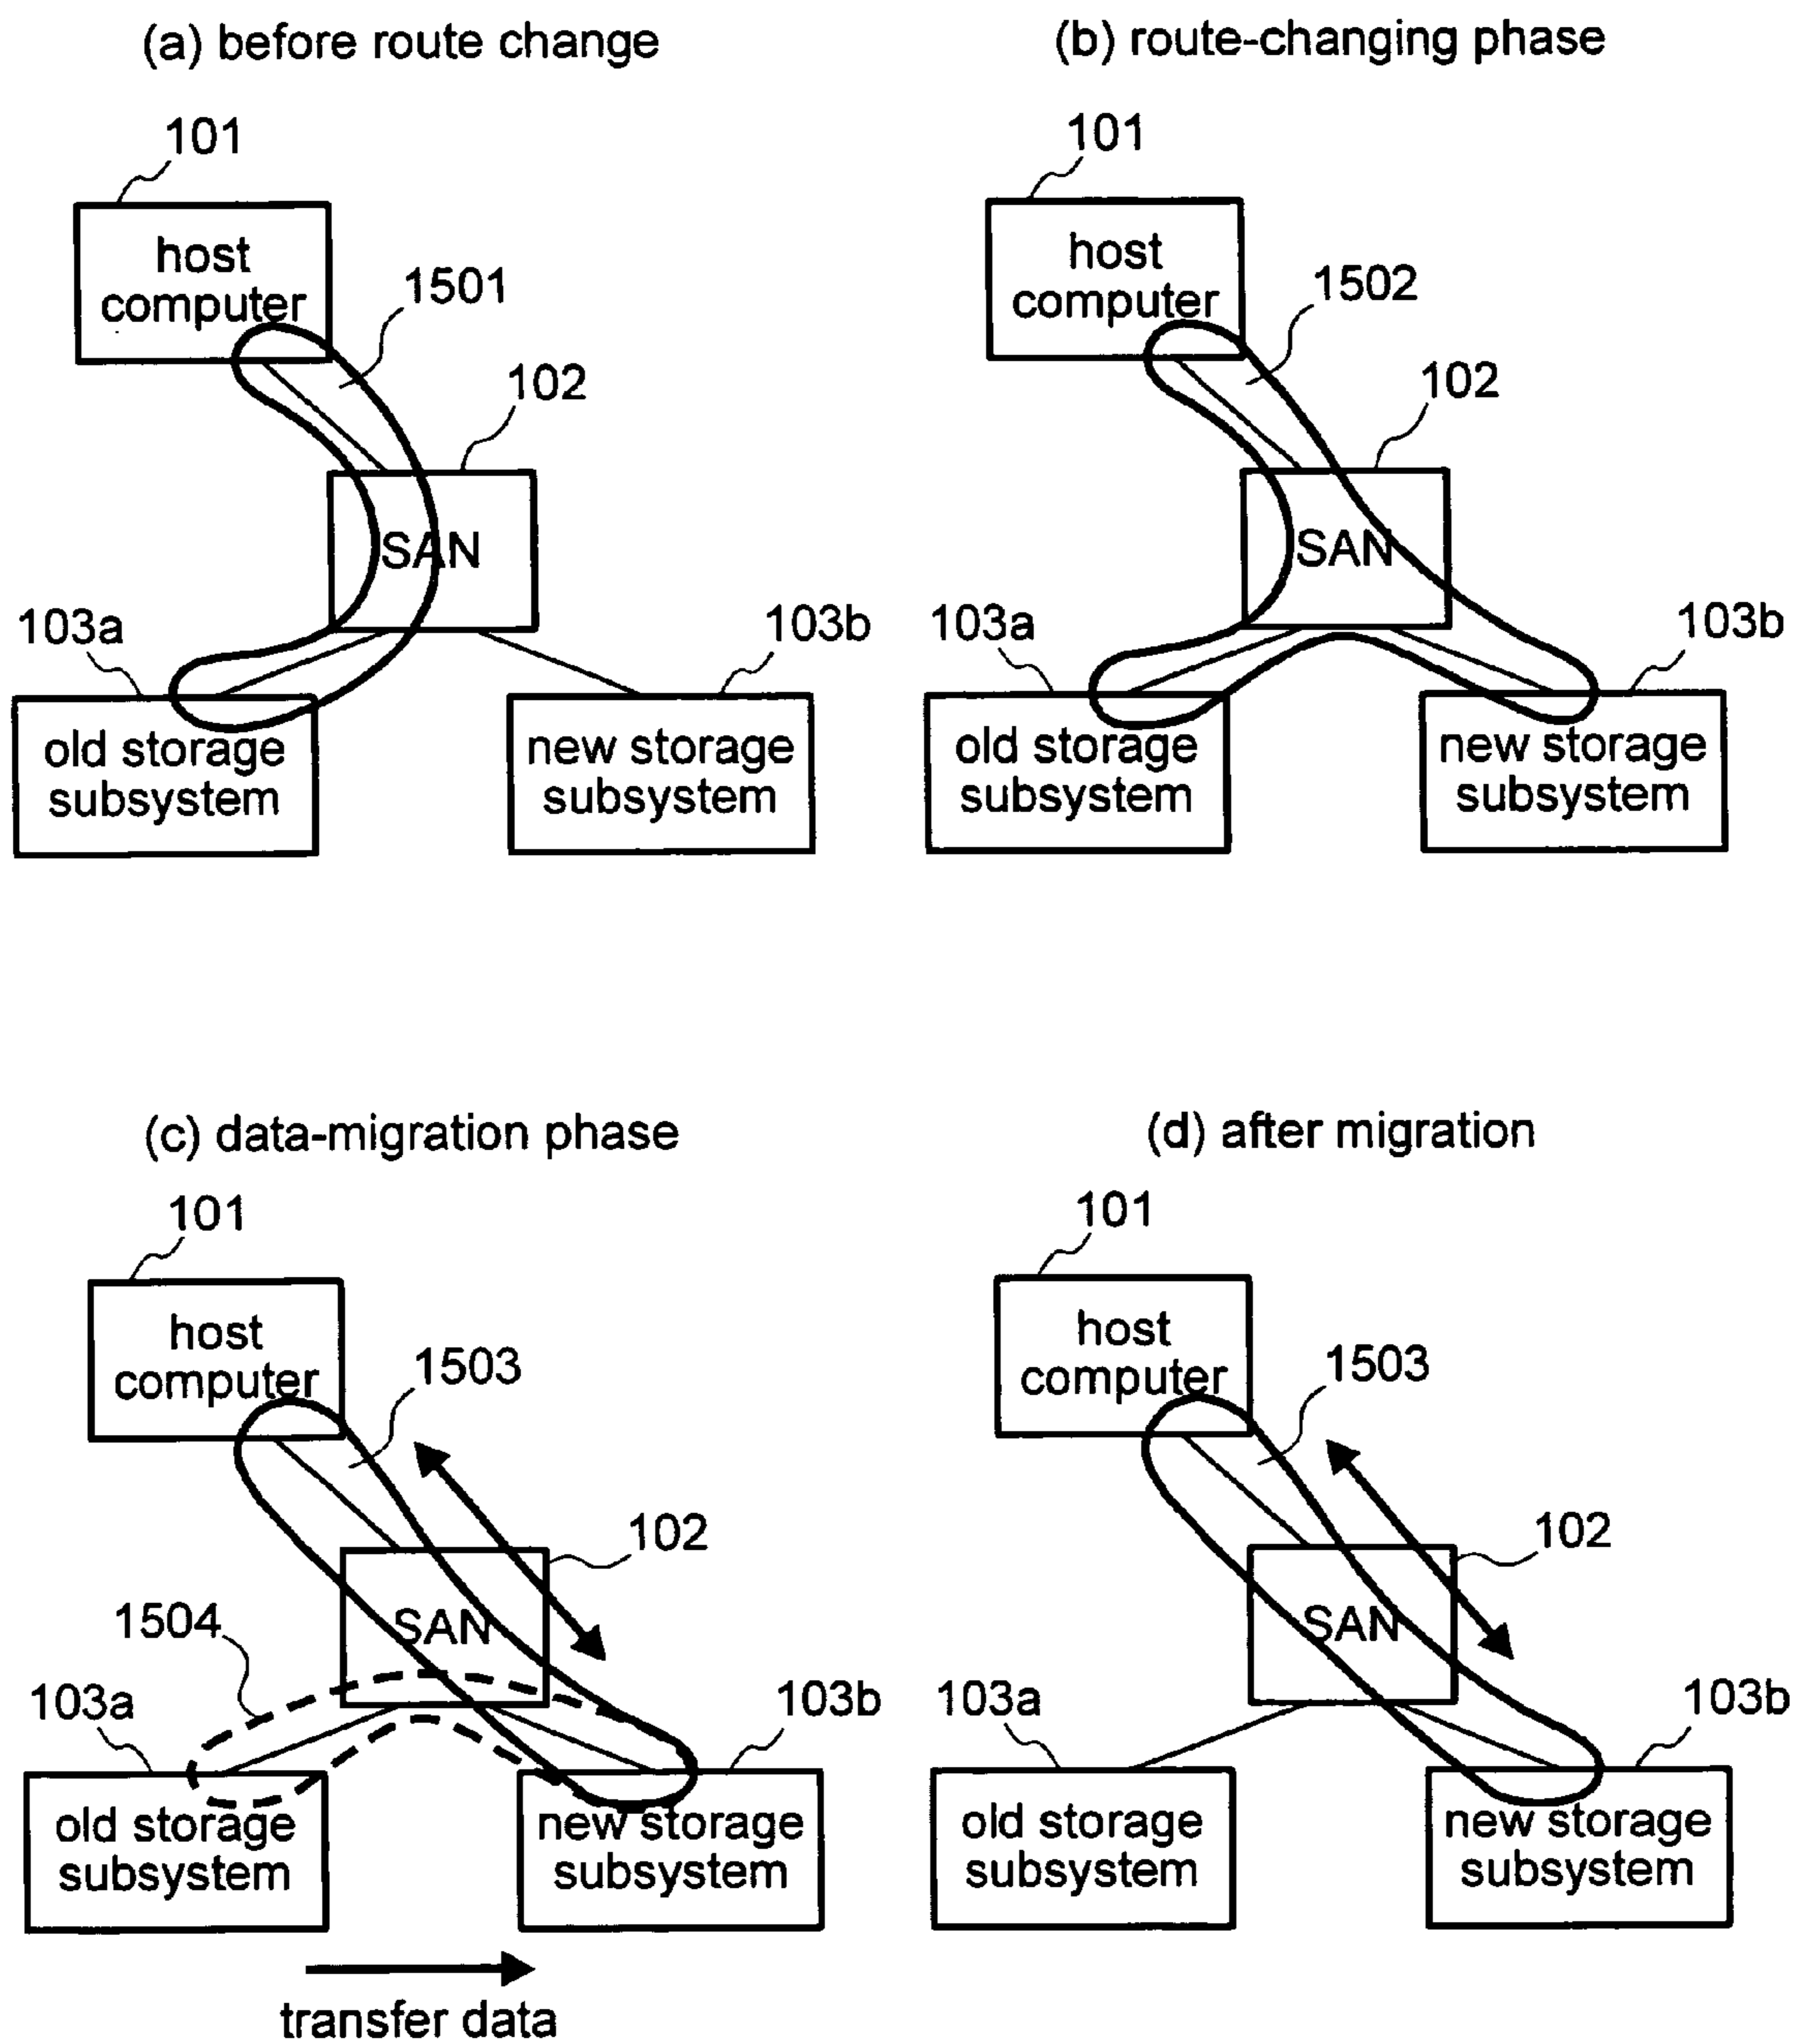 (a) before route change
101
host
computer
1501
102
SAN
103a
103b
old storage
subsystem
new storage
subsystem
(b) route-changing phase
101
host
computer
1502
102
SAN
103a
103b
old storage
subsystem
new storage
subsystem
(c) data-migration phase
101
host
computer
1503
102
SAN
1504
103a
103b
old storage
subsystem
new storage
subsystem
transfer data
(d) after migration
101
host
computer
1503
102
SAN
103a
103b
old storage
subsystem
new storage
subsystem